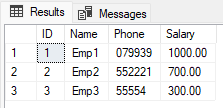 Results Messages
ID Name Phone Salary
1 1 Emp1 079939 1000.00
2 2 Emp2 552221 700.00
3 3 Emp3 55554 300.00